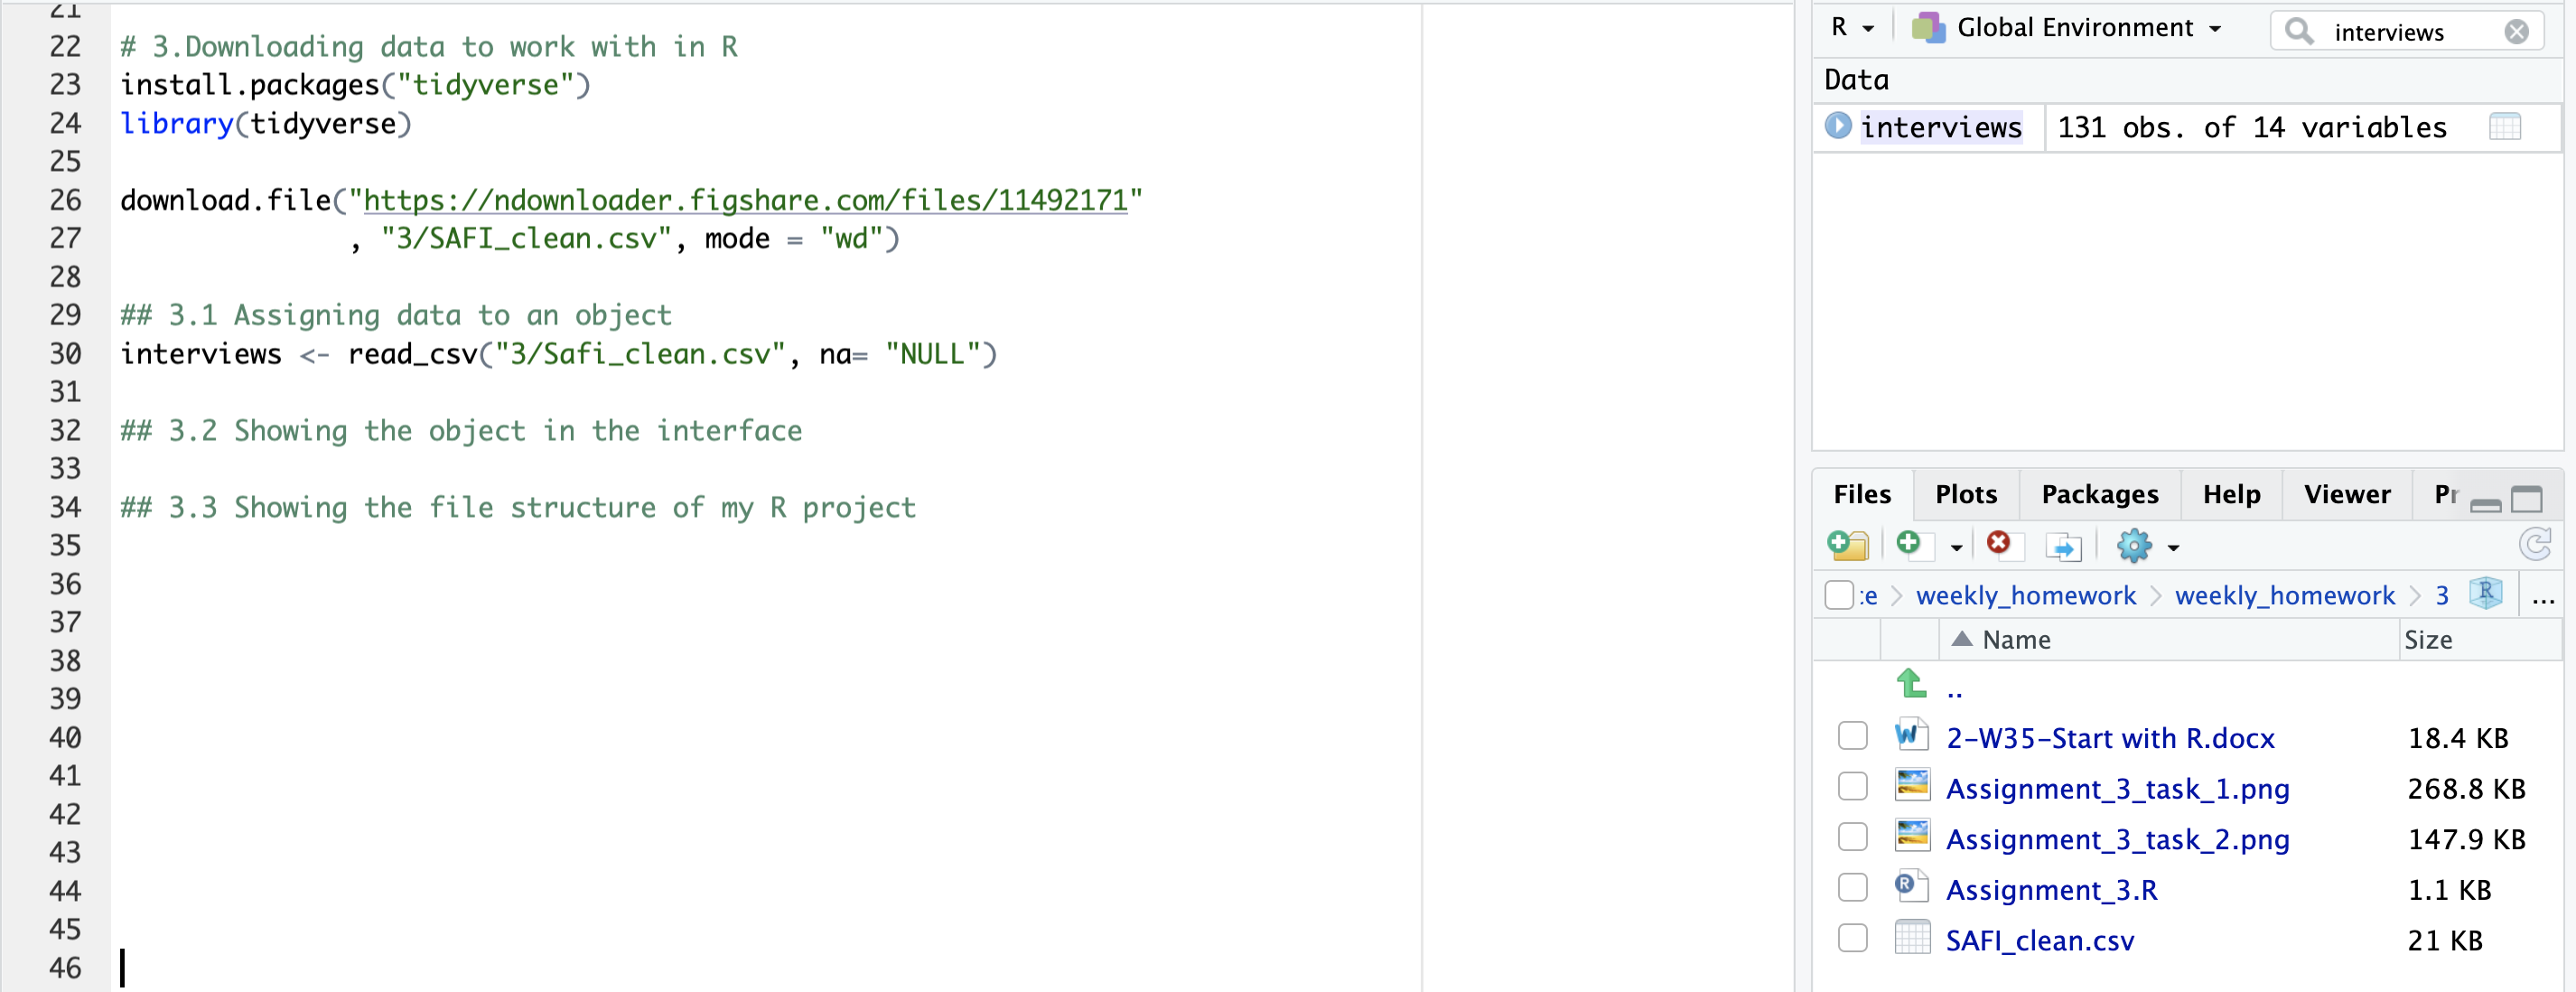 21
22 # 3.Downloading data to work with in R
23 install.packages("tidyverse")
24 library(tidyverse)
25
26 download.file("https://ndownloader.figshare.com/files/11492171"
27 , "3/SAFI_clean.csv", mode = "wd")
28
29 ## 3.1 Assigning data to an object
30 interviews <- read_csv("3/Safi_clean.csv", na= "NULL")
31
32 ## 3.2 Showing the object in the interface
33
34 ## 3.3 Showing the file structure of my R project
35
36
37
38
39
40
41
42
43
44
45
46
R Global Environment interviews
Data
interviews 131 obs. of 14 variables
Files Plots Packages Help Viewer Pr
:e weekly_homework weekly_homework 3 R ...
Name Size
..
2-W35-Start with R.docx 18.4 KB
Assignment_3_task_1.png 268.8 KB
Assignment_3_task_2.png 147.9 KB
Assignment_3.R 1.1 KB
SAFI_clean.csv 21 KB